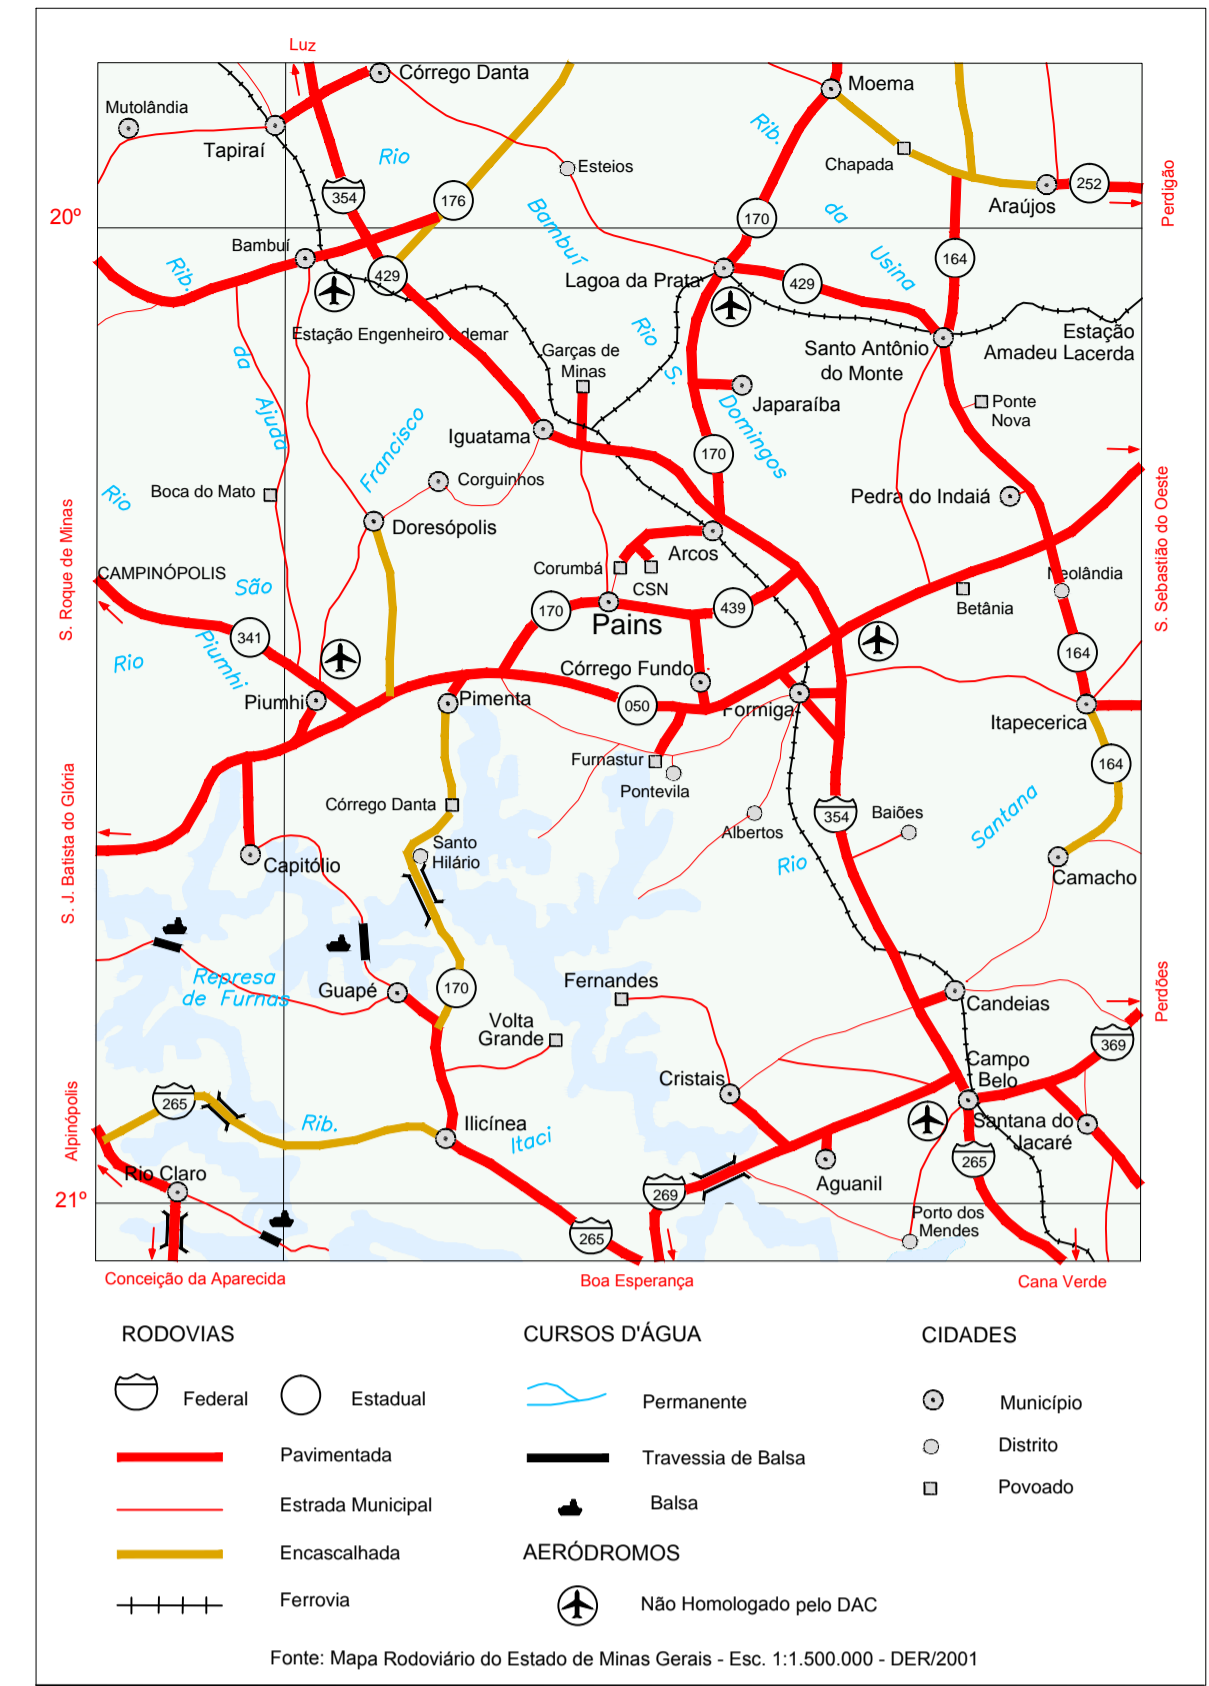 Luz
Córrego Danta
Moema
Mutolândia
Tapiraí
Rio
Rib.
Chapada
Esteios
Perdigão
354
176
252
Araújos
20º
Bambuí
Bambuí
da
Usina
170
164
Rib.
429
Lagoa da Prata
429
Estação Engenheiro demar
Rio
Garças de
Minas
Santo Antônio
do Monte
Estação
Amadeu Lacerda
da
S.
Japaraíba
Domingos
Ponte
Nova
Ajuda
Francisco
Iguatama
170
Corguinhos
Boca do Mato
Rio
Pedra do Indaiá
Doresópolis
S. Roque de Minas
S. Sebastião do Oeste
Arcos
CAMPINÓPOLIS
São
Corumbá
CSN
Neolândia
Betânia
170
439
Pains
341
Piumhi
Rio
164
Córrego Fundo
Piumhi
Pimenta
050
Formiga
Itapecerica
Furnastur
Pontevila
164
S. J. Batista do Glória
Córrego Danta
354
Baiões
Albertos
Santana
Santo
Hilário
Capitólio
Rio
Camacho
Represa
de Furnas
Guapé
170
Fernandes
Candeias
Perdões
Volta
Grande
369
Campo
Belo
Cristais
Alpinópolis
265
Rib.
Ilicínea
Itaci
Santana do
Jacaré
265
Rio Claro
Aguanil
21º
269
Porto dos
Mendes
265
Conceição da Aparecida
Boa Esperança
Cana Verde
RODOVIAS
CURSOS D'ÁGUA
CIDADES
Federal
Estadual
Permanente
Município
Pavimentada
Travessia de Balsa
Distrito
Estrada Municipal
Balsa
Povoado
Encascalhada
AERÓDROMOS
Ferrovia
Não Homologado pelo DAC
Fonte: Mapa Rodoviário do Estado de Minas Gerais - Esc. 1:1.500.000 - DER/2001